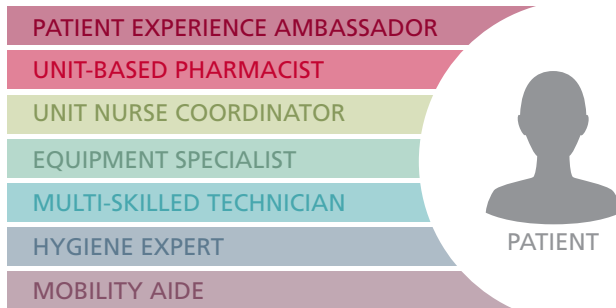 PATIENT EXPERIENCE AMBASSADOR
UNIT-BASED PHARMACIST
UNIT NURSE COORDINATOR
EQUIPMENT SPECIALIST
MULTI-SKILLED TECHNICIAN
HYGIENE EXPERT
MOBILITY AIDE
PATIENT